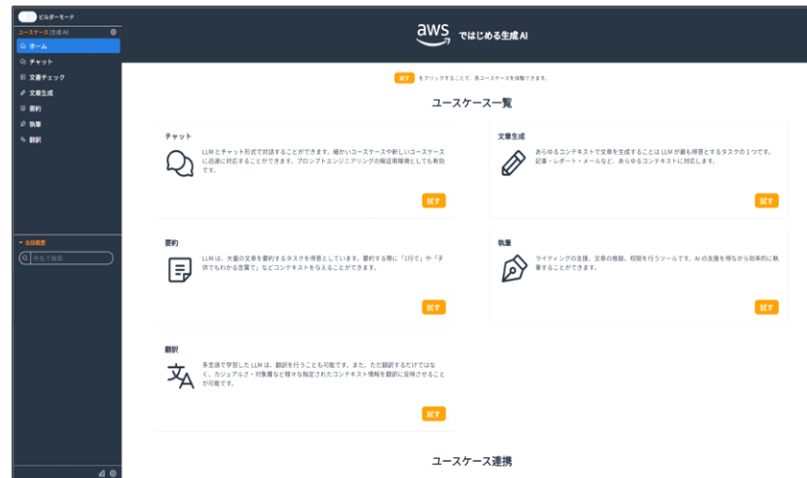 ビルダーモード
ユースケース(生成 AI)
ホーム
チャット
文書チェック
文章生成
要約
執筆
翻訳
会話履歴
件名で検索
aws ではじめる生成 AI
試す をクリックすることで、各ユースケースを体験できます。
ユースケース一覧
チャット
LLM とチャット形式で対話することができます。細かいユースケースや新しいユースケース
に迅速に対応することができます。プロンプトエンジニアリングの検証用環境としても有効
です。
試す
文章生成
あらゆるコンテキストで文章を生成することは LLM が最も得意とするタスクの 1 つです。
記事・レポート・メールなど、あらゆるコンテキストに対応します。
試す
要約
LLM は、大量の文章を要約するタスクを得意としています。要約する際に「1行で」や「子
供でもわかる言葉で」などコンテキストを与えることができます。
試す
執筆
ライティングの支援、文章の推敲、校閲を行うツールです。AI の支援を得ながら効率的に執
筆することができます。
試す
翻訳
多言語で学習した LLM は、翻訳を行うことも可能です。また、ただ翻訳するだけではな
く、カジュアルさ・対象層など様々な指定されたコンテキスト情報を翻訳に反映させること
が可能です。
試す
ユースケース連携